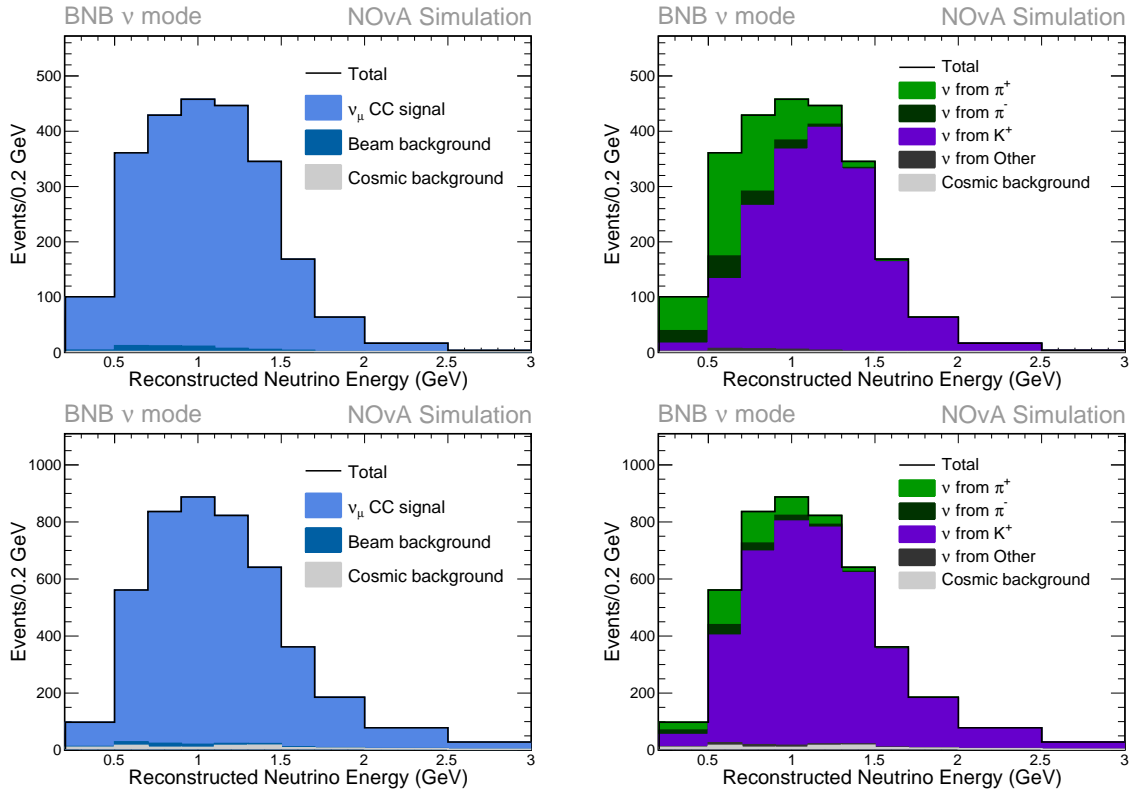 BNB ν mode
NOvA Simulation
Total
νμ CC signal
Beam background
Cosmic background
Events/0.2 GeV
500
400
300
200
100
0
0.5
1
1.5
2
2.5
3
Reconstructed Neutrino Energy (GeV)
BNB ν mode
NOvA Simulation
Total
ν from π+
ν from π-
ν from K+
ν from Other
Cosmic background
Events/0.2 GeV
500
400
300
200
100
0
0.5
1
1.5
2
2.5
3
Reconstructed Neutrino Energy (GeV)
BNB ν mode
NOvA Simulation
Total
νμ CC signal
Beam background
Cosmic background
Events/0.2 GeV
1000
800
600
400
200
0
0.5
1
1.5
2
2.5
3
Reconstructed Neutrino Energy (GeV)
BNB ν mode
NOvA Simulation
Total
ν from π+
ν from π-
ν from K+
ν from Other
Cosmic background
Events/0.2 GeV
1000
800
600
400
200
0
0.5
1
1.5
2
2.5
3
Reconstructed Neutrino Energy (GeV)